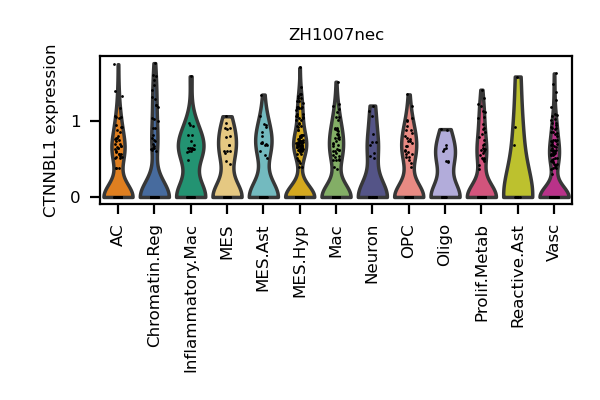 ZH1007nec
CTNNBL1 expression
1
0
AC
Chromatin.Reg
Inflammatory.Mac
MES
MES.Ast
MES.Hyp
Mac
Neuron
OPC
Oligo
Prolif.Metab
Reactive.Ast
Vasc